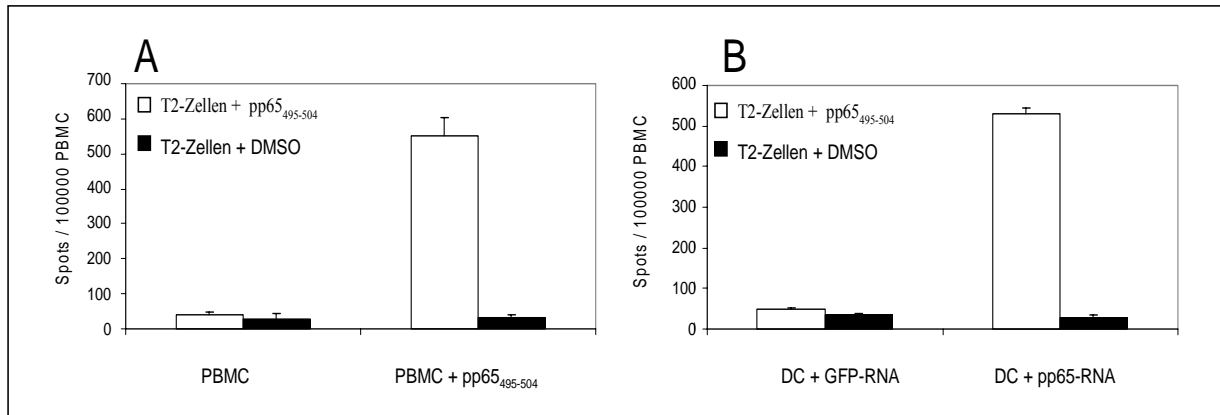 A
Spots / 100000 PBMC
700
600
500
400
300
200
100
0
T2-Zellen + pp65495-504
T2-Zellen + DMSO
PBMC
PBMC + pp65495-504
B
Spots / 100000 PBMC
600
500
400
300
200
100
0
T2-Zellen + pp65495-504
T2-Zellen + DMSO
DC + GFP-RNA
DC + pp65-RNA